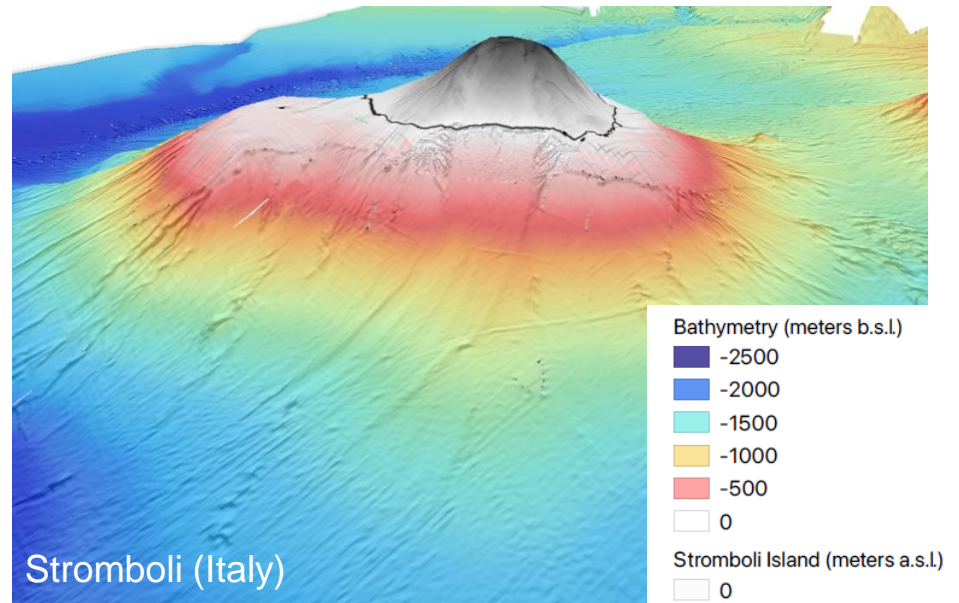 Bathymetry (meters b.s.l.)
-2500
-2000
-1500
-1000
-500
0
Stromboli Island (meters a.s.l.)
0
Stromboli (Italy)